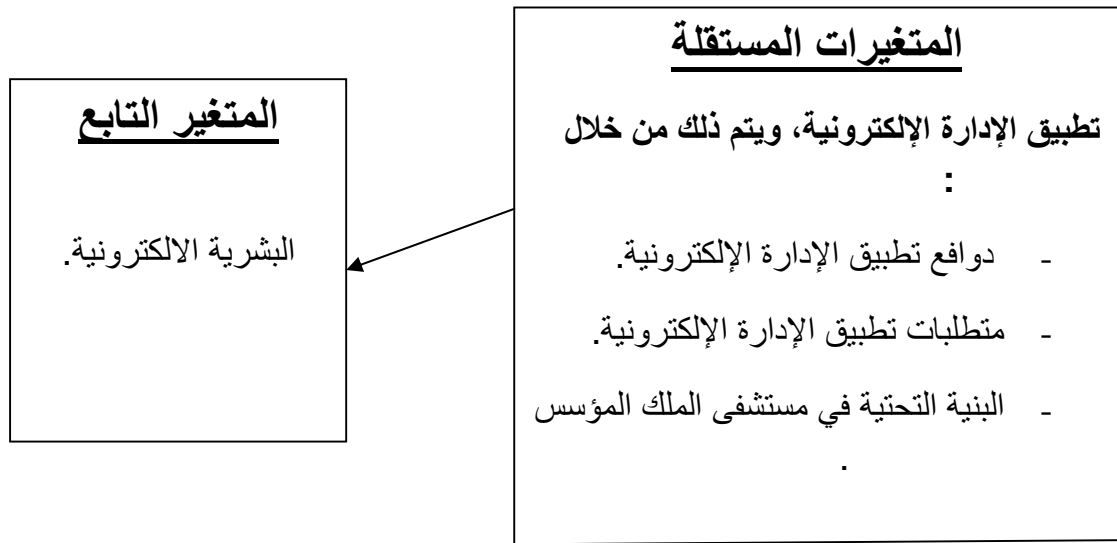 المتغيرات المستقلة
تطبيق الإدارة الإلكترونية، ويتم ذلك من خلال
:
- دوافع تطبيق الإدارة الإلكترونية.
- متطلبات تطبيق الإدارة الإلكترونية.
- البنية التحتية في مستشفى الملك المؤسس
.
المتغير التابع
البشرية الالكترونية.